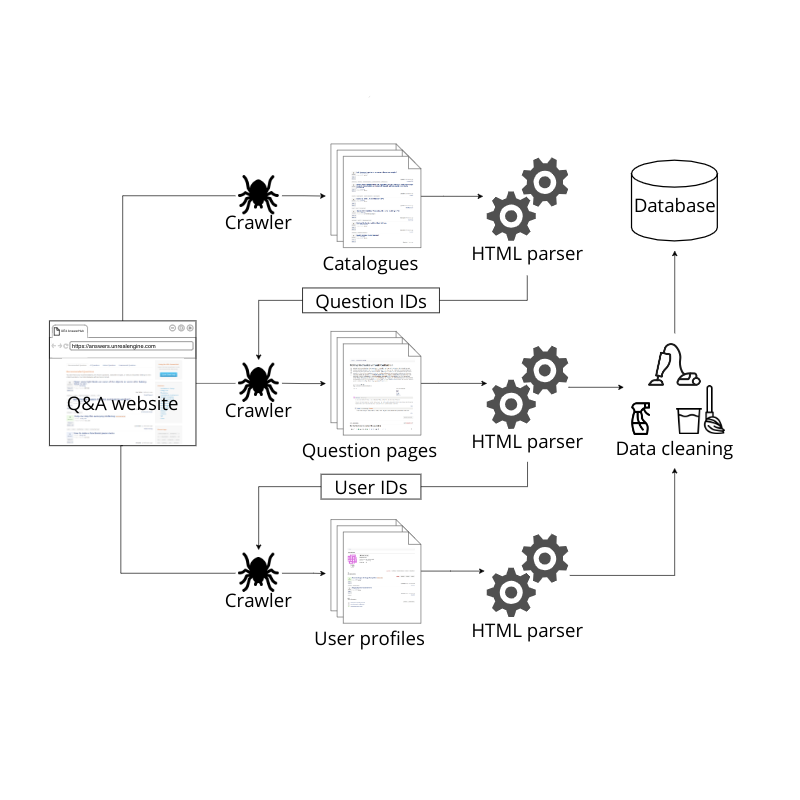 Crawler
Catalogues
HTML parser
Database
Question IDs
https://answers.unrealengine.com
Q&A website
Crawler
Question pages
HTML parser
Data cleaning
User IDs
Crawler
User profiles
HTML parser